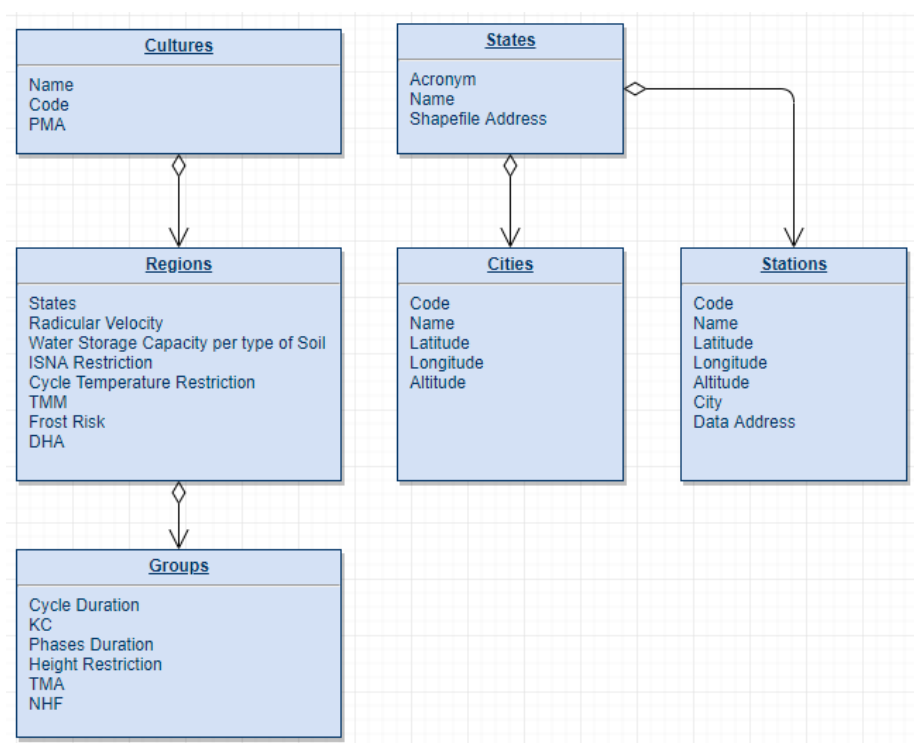 Cultures
Name
Code
PMA
States
Acronym
Name
Shapefile Address
Regions
States
Radicular Velocity
Water Storage Capacity per type of Soil
ISNA Restriction
Cycle Temperature Restriction
TMM
Frost Risk
DHA
Cities
Code
Name
Latitude
Longitude
Altitude
Stations
Code
Name
Latitude
Longitude
Altitude
City
Data Address
Groups
Cycle Duration
KC
Phases Duration
Height Restriction
TMA
NHF